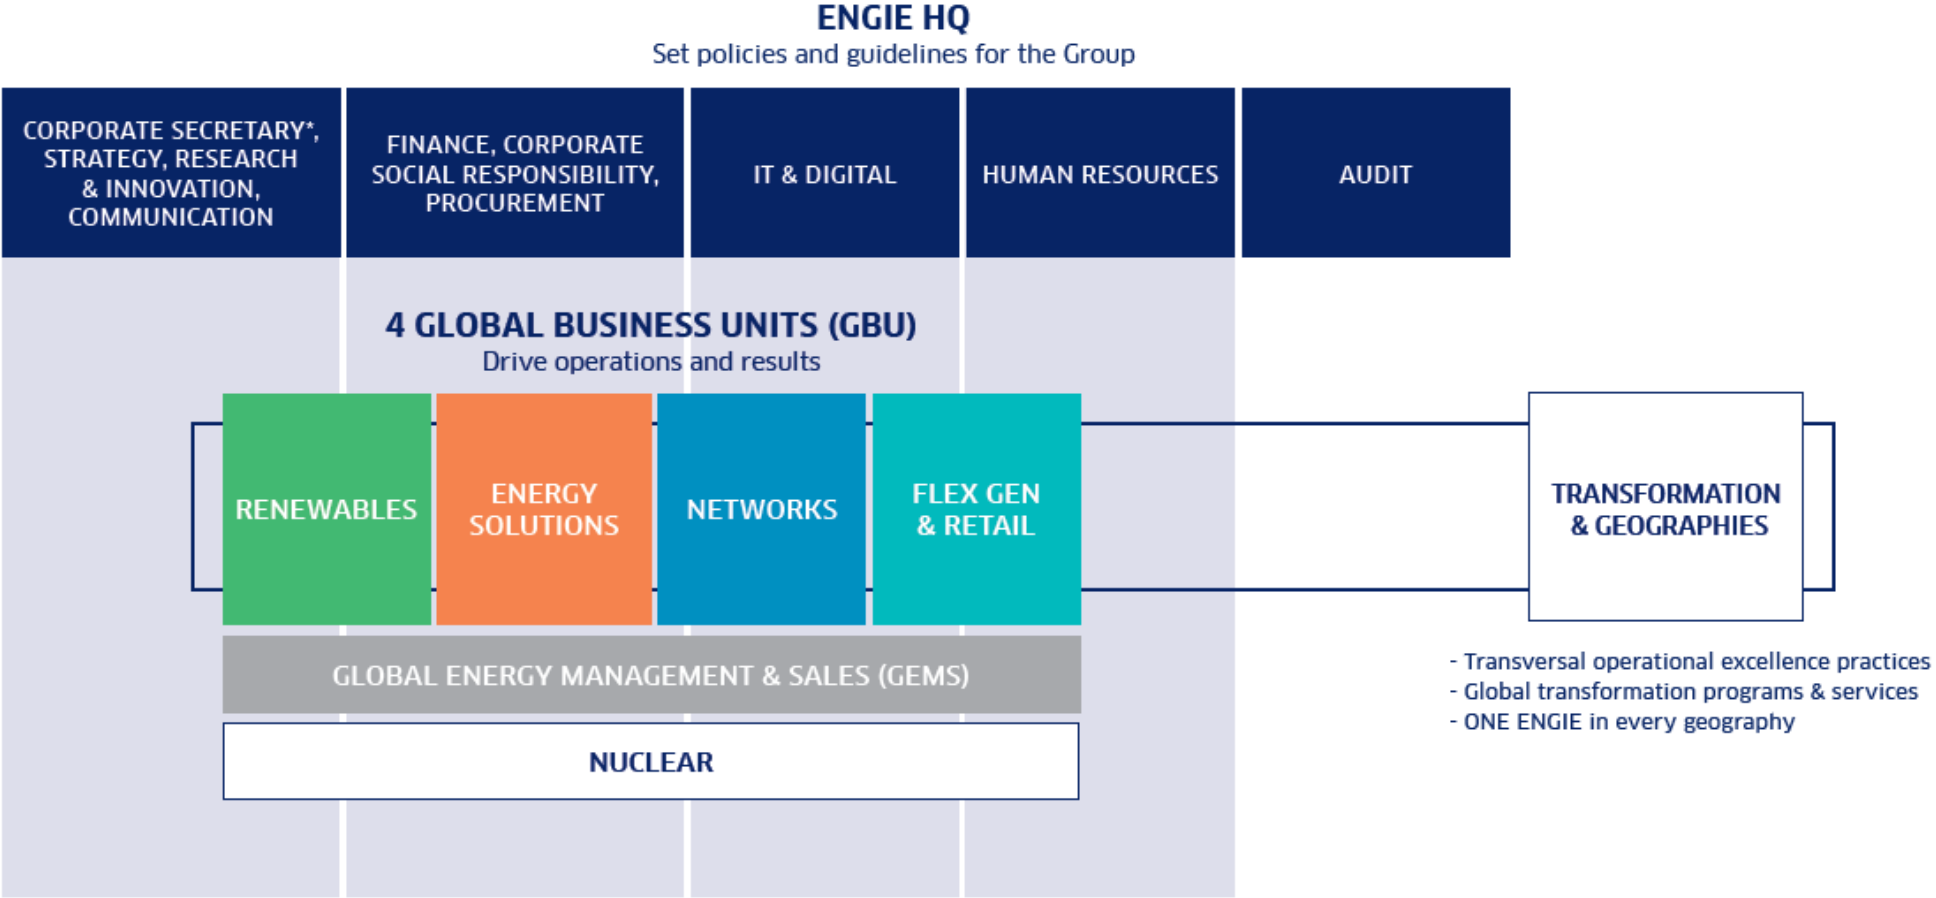 ENGIE HQ
Set policies and guidelines for the Group
CORPORATE SECRETARY*,
STRATEGY, RESEARCH
& INNOVATION,
COMMUNICATION
FINANCE, CORPORATE
SOCIAL RESPONSIBILITY,
PROCUREMENT
IT & DIGITAL
HUMAN RESOURCES
AUDIT
4 GLOBAL BUSINESS UNITS (GBU)
Drive operations and results
RENEWABLES
ENERGY
SOLUTIONS
NETWORKS
FLEX GEN
& RETAIL
TRANSFORMATION
& GEOGRAPHIES
GLOBAL ENERGY MANAGEMENT & SALES (GEMS)
NUCLEAR
- Transversal operational excellence practices
- Global transformation programs & services
- ONE ENGIE in every geography